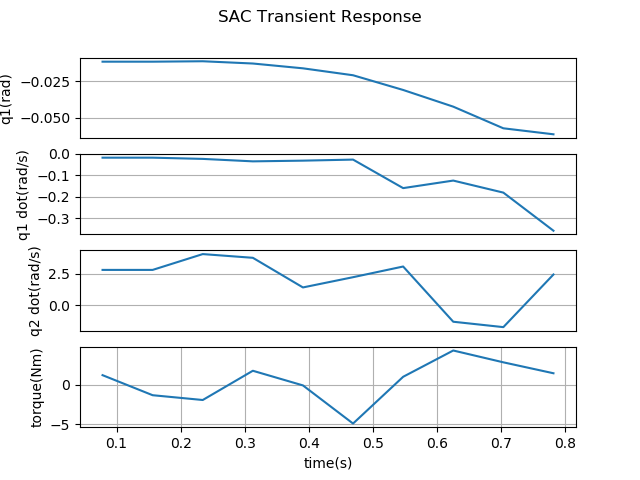 SAC Transient Response
q1(rad)
−0.025
−0.050
q1 dot(rad/s)
0.0
−0.1
−0.2
−0.3
q2 dot(rad/s)
2.5
0.0
torque(Nm)
0
−5
0.1 0.2 0.3 0.4 0.5 0.6 0.7 0.8
time(s)